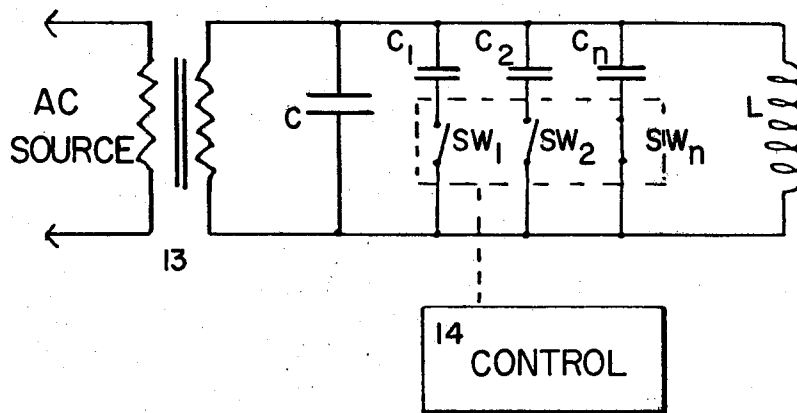 C₁
C₂
Cₙ
AC
SOURCE
C
SW₁
SW₂
SWₙ
L
13
14
CONTROL